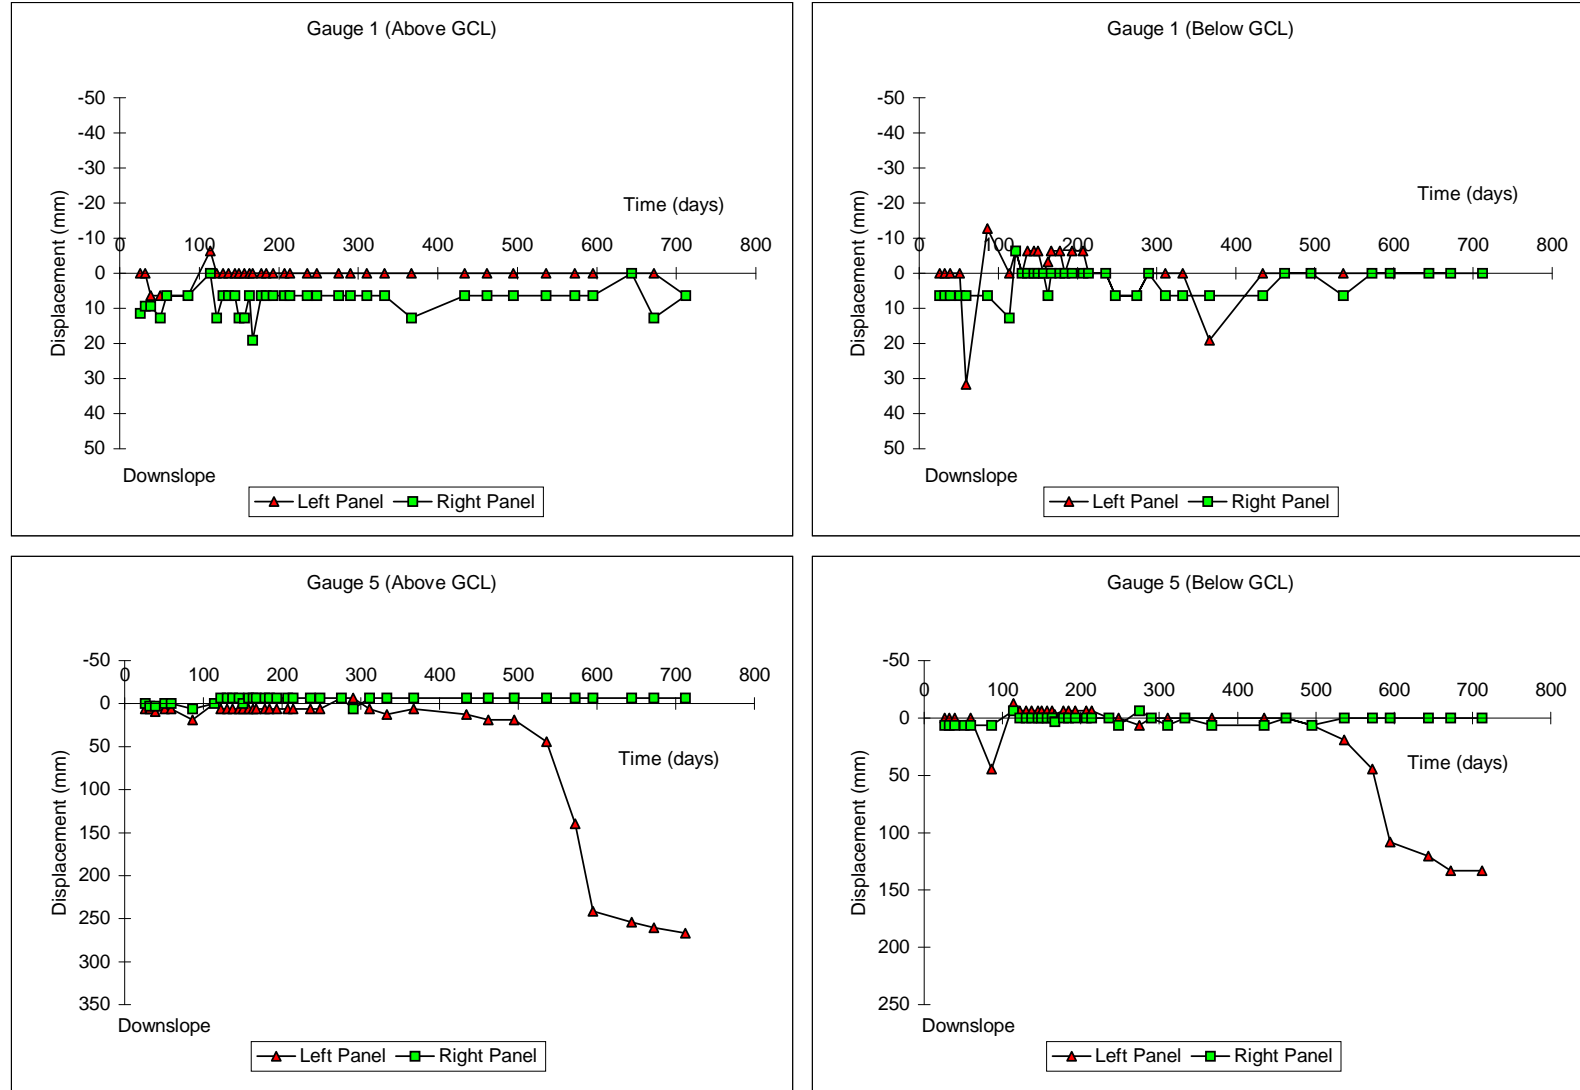 Gauge 1 (Above GCL)
-50
-40
-30
-20
-10
0
10
20
30
40
50
Displacement (mm)
Time (days)
0 100 200 300 400 500 600 700 800
Downslope
Left Panel Right Panel
Gauge 1 (Below GCL)
-50
-40
-30
-20
-10
0
10
20
30
40
50
Displacement (mm)
Time (days)
0 100 200 300 400 500 600 700 800
Downslope
Left Panel Right Panel
Gauge 5 (Above GCL)
-50
0
50
100
150
200
250
300
350
Displacement (mm)
0 100 200 300 400 500 600 700 800
Time (days)
Downslope
Left Panel Right Panel
Gauge 5 (Below GCL)
-50
0
50
100
150
200
250
Displacement (mm)
0 100 200 300 400 500 600 700 800
Time (days)
Downslope
Left Panel Right Panel